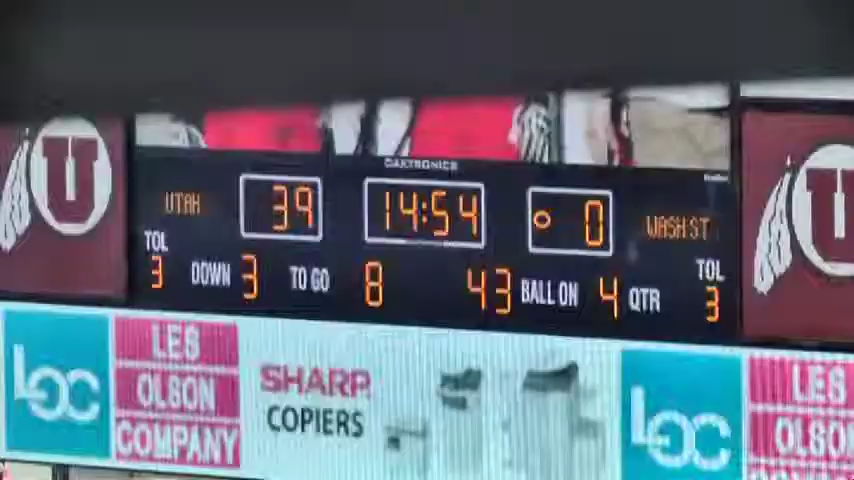 DAKTRONICS
UTAH 39 14:54 0 WASH ST
TOL TOL
3 DOWN 3 TO GO 8 43 BALL ON 4 QTR 3
U
U
LOC
LES
OLSON
COMPANY
SHARP
COPIERS
LOC
LES
OLSON